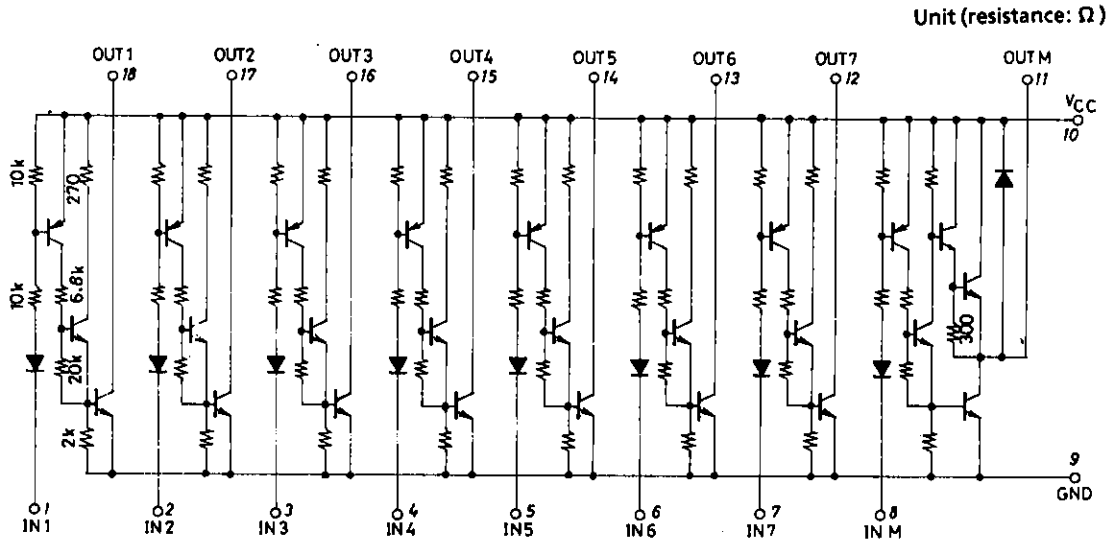 Unit (resistance: Ω)
OUT1 OUT2 OUT3 OUT4 OUT5 OUT6 OUT7 OUTM
18 17 16 15 14 13 12 11
VCC
10
10k 270
10k 6.8k
300
20k
2k
9
GND
1 2 3 4 5 6 7 8
IN1 IN2 IN3 IN4 IN5 IN6 IN7 IN M